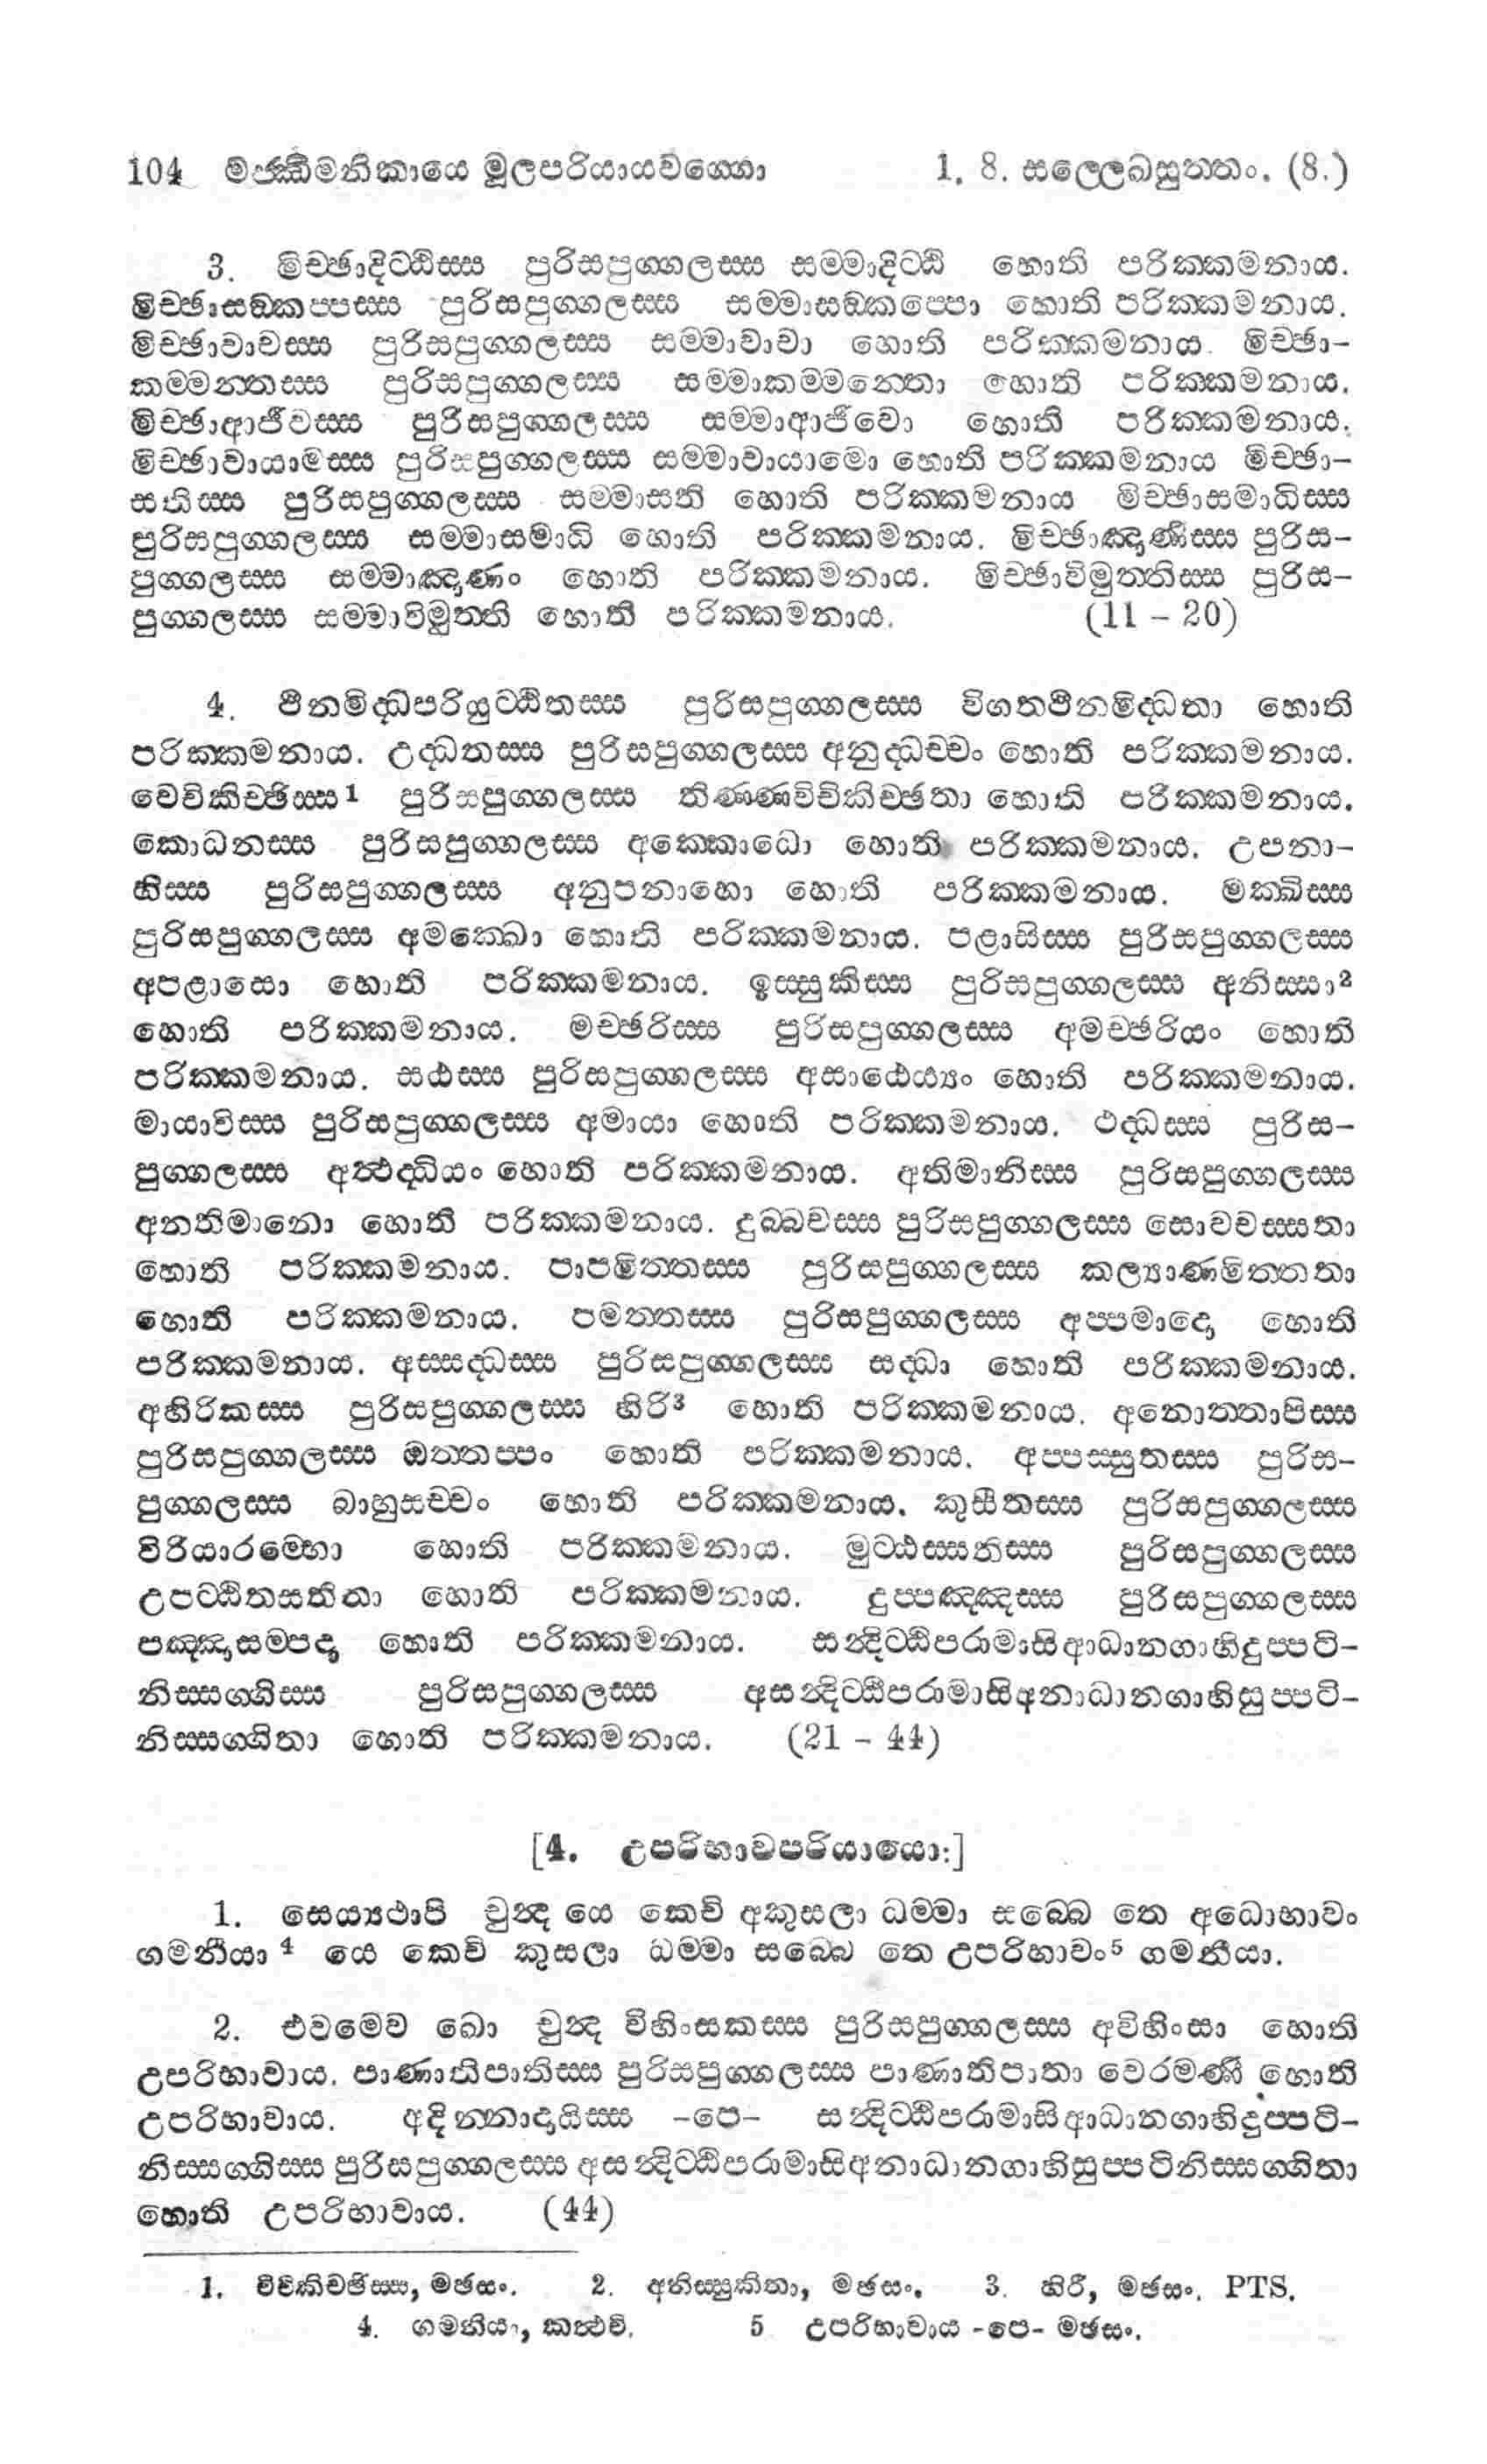 104 මජ්ඣිමනිකායෙ මූලපරියායවග්ගො 1. 8. සල්ලෙඛසුත්තං. (8.)
3. මිච්ඡාදිට්ඨිස්ස පුරිසපුග්ගලස්ස සම්මාදිට්ඨි හොති පරික්කමනාය.
මිච්ඡාසඞ්කප්පස්ස පුරිසපුග්ගලස්ස සම්මාසඞ්කප්පො හොති පරික්කමනාය.
මිච්ඡාවාචස්ස පුරිසපුග්ගලස්ස සම්මාවාචා හොති පරික්කමනාය. මිච්ඡා-
කම්මන්තස්ස පුරිසපුග්ගලස්ස සම්මාකම්මන්තො හොති පරික්කමනාය.
මිච්ඡාආජීවස්ස පුරිසපුග්ගලස්ස සම්මාආජීවො හොති පරික්කමනාය.
මිච්ඡාවායාමස්ස පුරිසපුග්ගලස්ස සම්මාවායාමො හොති පරික්කමනාය මිච්ඡා-
සතිස්ස පුරිසපුග්ගලස්ස සම්මාසති හොති පරික්කමනාය මිච්ඡාසමාධිස්ස
පුරිසපුග්ගලස්ස සම්මාසමාධි හොති පරික්කමනාය. මිච්ඡාඤාණිස්ස පුරිස-
පුග්ගලස්ස සම්මාඤාණං හොති පරික්කමනාය. මිච්ඡාවිමුත්තිස්ස පුරිස-
පුග්ගලස්ස සම්මාවිමුත්ති හොති පරික්කමනාය. (11 – 20)
4. ථීනමිද්ධපරියුට්ඨිතස්ස පුරිසපුග්ගලස්ස විගතථීනමිද්ධතා හොති
පරික්කමනාය. උද්ධතස්ස පුරිසපුග්ගලස්ස අනුද්ධච්චං හොති පරික්කමනාය.
වෙචිකිච්ඡිස්ස 1 පුරිසපුග්ගලස්ස තිණ්ණවිචිකිච්ඡතා හොති පරික්කමනාය.
කොධනස්ස පුරිසපුග්ගලස්ස අක්කොධො හොති පරික්කමනාය. උපනා-
හිස්ස පුරිසපුග්ගලස්ස අනුපනාහො හොති පරික්කමනාය. මක්ඛිස්ස
පුරිසපුග්ගලස්ස අමක්ඛො හොති පරික්කමනාය. පළාසිස්ස පුරිසපුග්ගලස්ස
අපළාසො හොති පරික්කමනාය. ඉස්සුකිස්ස පුරිසපුග්ගලස්ස අනිස්සා2
හොති පරික්කමනාය. මච්ඡරිස්ස පුරිසපුග්ගලස්ස අමච්ඡරියං හොති
පරික්කමනාය. සඨස්ස පුරිසපුග්ගලස්ස අසාඨෙය්‍යං හොති පරික්කමනාය.
මායාවිස්ස පුරිසපුග්ගලස්ස අමායා හොති පරික්කමනාය. ථද්ධස්ස පුරිස-
පුග්ගලස්ස අත්ථද්ධියං හොති පරික්කමනාය. අතිමානිස්ස පුරිසපුග්ගලස්ස
අනතිමානො හොති පරික්කමනාය. දුබ්බචස්ස පුරිසපුග්ගලස්ස සොවචස්සතා
හොති පරික්කමනාය. පාපමිත්තස්ස පුරිසපුග්ගලස්ස කල්‍යාණමිත්තතා
හොති පරික්කමනාය. පමත්තස්ස පුරිසපුග්ගලස්ස අප්පමාදො හොති
පරික්කමනාය. අස්සද්ධස්ස පුරිසපුග්ගලස්ස සද්ධා හොති පරික්කමනාය.
අහිරිකස්ස පුරිසපුග්ගලස්ස හිරි3 හොති පරික්කමනාය. අනොත්තාපිස්ස
පුරිසපුග්ගලස්ස ඔත්තප්පං හොති පරික්කමනාය. අප්පස්සුතස්ස පුරිස-
පුග්ගලස්ස බාහුසච්චං හොති පරික්කමනාය. කුසීතස්ස පුරිසපුග්ගලස්ස
විරියාරම්භො හොති පරික්කමනාය. මුට්ඨස්සතිස්ස පුරිසපුග්ගලස්ස
උපට්ඨිතසතිතා හොති පරික්කමනාය. දුප්පඤ්ඤස්ස පුරිසපුග්ගලස්ස
පඤ්ඤාසම්පදා හොති පරික්කමනාය. සන්දිට්ඨිපරාමාසිආධානගාහිදුප්පටි-
නිස්සග්ගිස්ස පුරිසපුග්ගලස්ස අසන්දිට්ඨිපරාමාසිඅනාධානගාහිසුප්පටි-
නිස්සග්ගිතා හොති පරික්කමනාය. (21 – 44)
[4. උපරිභාවපරියායො:]
1. සෙය්‍යථාපි චුන්ද යෙ කෙචි අකුසලා ධම්මා සබ්බෙ තෙ අධොභාවං
ගමනීයා 4 යෙ කෙචි කුසලා ධම්මා සබ්බෙ තෙ උපරිභාවං5 ගමනීයා.
2. එවමෙව ඛො චුන්ද විහිංසකස්ස පුරිසපුග්ගලස්ස අවිහිංසා හොති
උපරිභාවාය. පාණාතිපාතිස්ස පුරිසපුග්ගලස්ස පාණාතිපාතා වෙරමණී හොති
උපරිභාවාය. අදින්නාදායිස්ස –පෙ– සන්දිට්ඨිපරාමාසිආධානගාහිදුප්පටි-
නිස්සග්ගිස්ස පුරිසපුග්ගලස්ස අසන්දිට්ඨිපරාමාසිඅනාධානගාහිසුප්පටිනිස්සග්ගිතා
හොති උපරිභාවාය. (44)
1. විචිකිච්ඡිස්ස, මඡසං. 2. අනිස්සුකිතා, මඡසං. 3. හිරී, මඡසං. PTS.
4. ගමනියා, කත්ථචි. 5 උපරිභාවාය -පෙ- මඡසං.